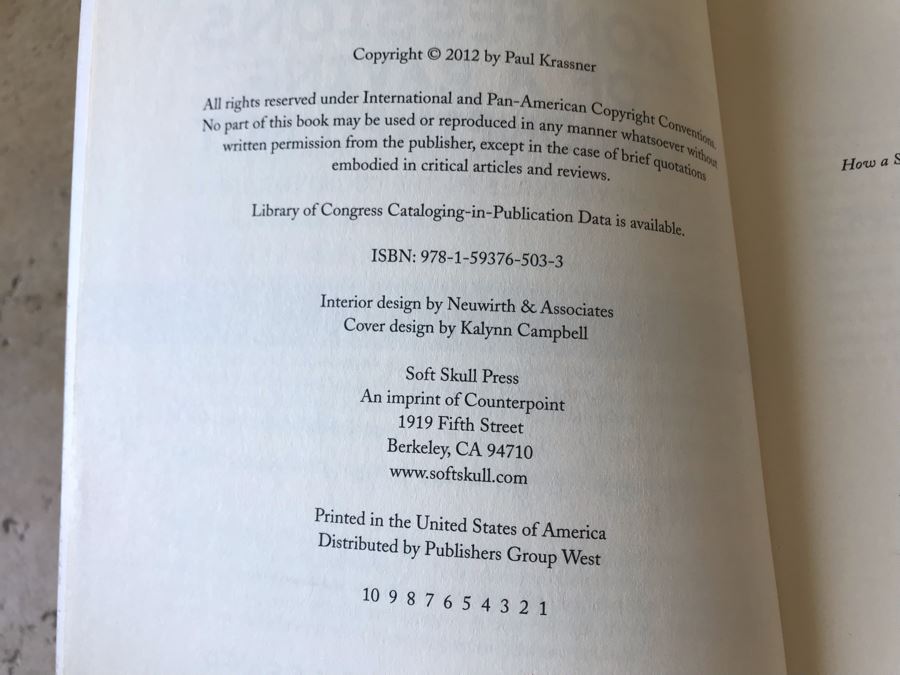 Copyright © 2012 by Paul Krassner
All rights reserved under International and Pan-American Copyright Conventions.
No part of this book may be used or reproduced in any manner whatsoever without
written permission from the publisher, except in the case of brief quotations
embodied in critical articles and reviews.
Library of Congress Cataloging-in-Publication Data is available.
ISBN: 978-1-59376-503-3
Interior design by Neuwirth & Associates
Cover design by Kalynn Campbell
Soft Skull Press
An imprint of Counterpoint
1919 Fifth Street
Berkeley, CA 94710
www.softskull.com
Printed in the United States of America
Distributed by Publishers Group West
10 9 8 7 6 5 4 3 2 1
How a S